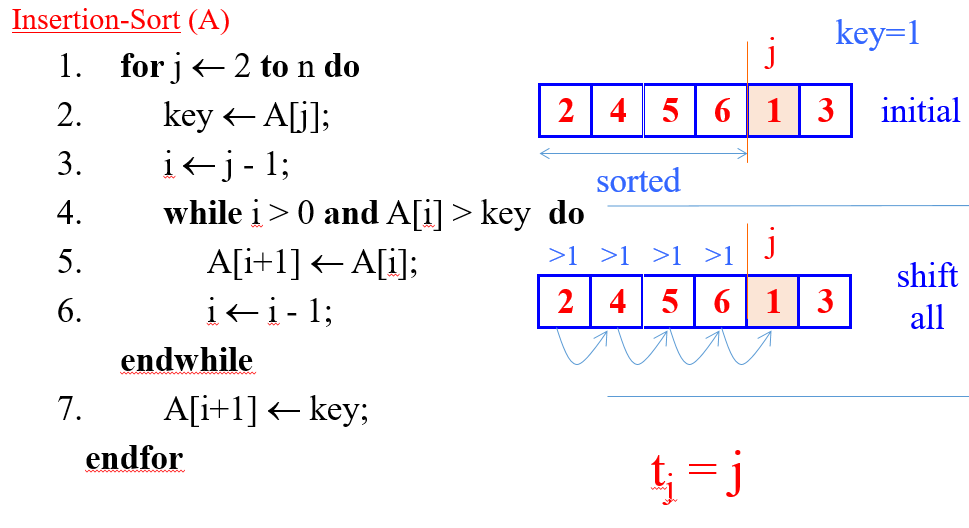 Insertion-Sort (A)
1. for j ← 2 to n do
2. key ← A[j];
3. i ← j - 1;
4. while i > 0 and A[i] > key do
5. A[i+1] ← A[i];
6. i ← i - 1;
endwhile
7. A[i+1] ← key;
endfor
key=1
j
2 4 5 6 1 3 initial
sorted
j
>1 >1 >1 >1
2 4 5 6 1 3
shift
all
tj = j